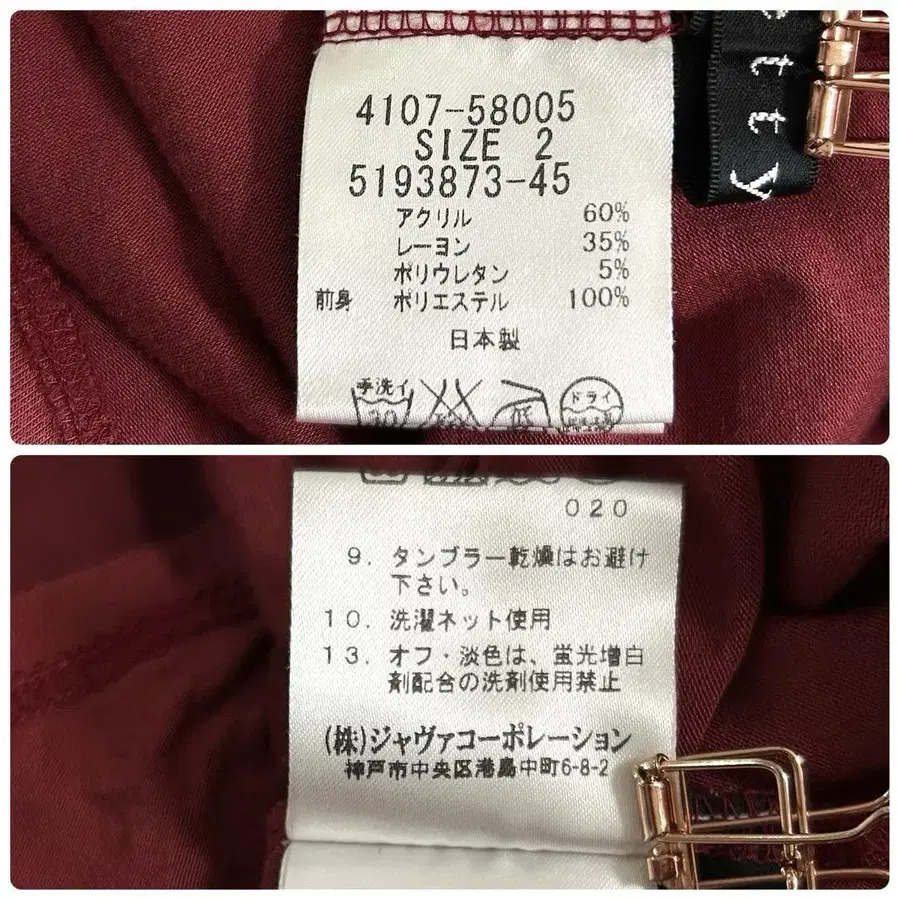 4107-58005
SIZE 2
5193873-45
アクリル 60%
レーヨン 35%
ポリウレタン 5%
前身 ポリエステル 100%
日本製
手洗イ
30
低
ドライ
t t y
020
9. タンブラー乾燥はお避け
下さい。
10. 洗濯ネット使用
13. オフ・淡色は、蛍光増白
剤配合の洗剤使用禁止
(株)ジャヴァコーポレーション
神戸市中央区港島中町6-8-2